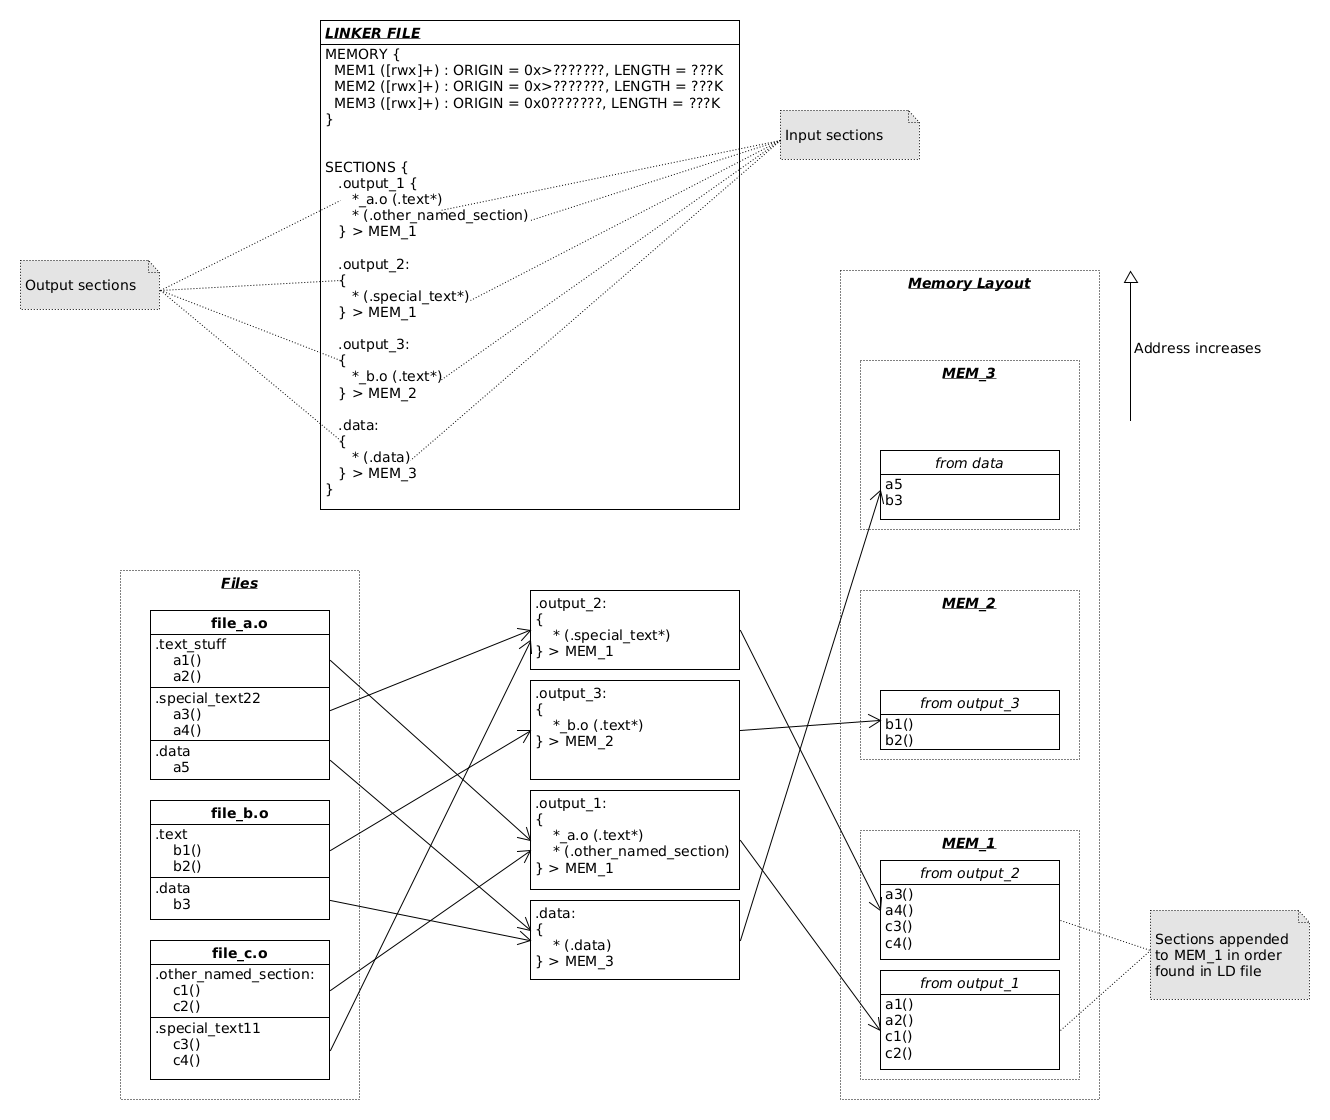 LINKER FILE
MEMORY {
MEM1 ([rwx]+) : ORIGIN = 0x>???????, LENGTH = ???K
MEM2 ([rwx]+) : ORIGIN = 0x>???????, LENGTH = ???K
MEM3 ([rwx]+) : ORIGIN = 0x0???????, LENGTH = ???K
}
SECTIONS {
.output_1 {
*_a.o (.text*)
* (.other_named_section)
} > MEM_1
.output_2:
{
* (.special_text*)
} > MEM_1
.output_3:
{
*_b.o (.text*)
} > MEM_2
.data:
{
* (.data)
} > MEM_3
}
Input sections
Output sections
Files
file_a.o
.text_stuff
a1()
a2()
.special_text22
a3()
a4()
.data
a5
file_b.o
.text
b1()
b2()
.data
b3
file_c.o
.other_named_section:
c1()
c2()
.special_text11
c3()
c4()
.output_2:
{
* (.special_text*)
} > MEM_1
.output_3:
{
*_b.o (.text*)
} > MEM_2
.output_1:
{
*_a.o (.text*)
* (.other_named_section)
} > MEM_1
.data:
{
* (.data)
} > MEM_3
Memory Layout
MEM_3
from data
a5
b3
MEM_2
from output_3
b1()
b2()
MEM_1
from output_2
a3()
a4()
c3()
c4()
from output_1
a1()
a2()
c1()
c2()
Address increases
Sections appended
to MEM_1 in order
found in LD file